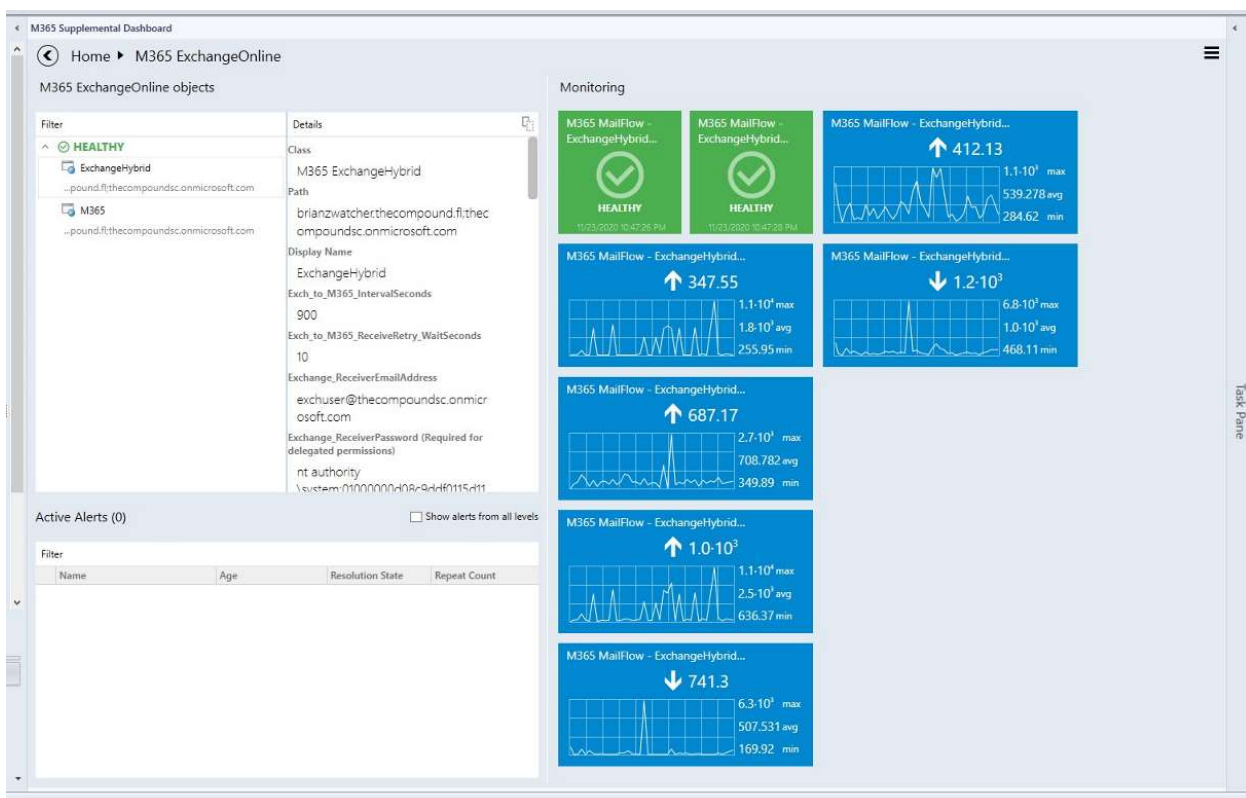 M365 Supplemental Dashboard
Home ▸ M365 ExchangeOnline
M365 ExchangeOnline objects
Filter
HEALTHY
ExchangeHybrid
...pound.fl;thecompoundsc.onmicrosoft.com
M365
...pound.fl;thecompoundsc.onmicrosoft.com
Details
Class
M365 ExchangeHybrid
Path
brianzwatcher.thecompound.fl;thec
ompoundsc.onmicrosoft.com
Display Name
ExchangeHybrid
Exch_to_M365_IntervalSeconds
900
Exch_to_M365_ReceiveRetry_WaitSeconds
10
Exchange_ReceiverEmailAddress
exchuser@thecompoundsc.onmicr
osoft.com
Exchange_ReceiverPassword (Required for
delegated permissions)
nt authority
\system:01000000d08c9ddf0115d11
Active Alerts (0)
Show alerts from all levels
Filter
Name Age Resolution State Repeat Count
Monitoring
M365 MailFlow -
ExchangeHybrid...
HEALTHY
11/23/2020 10:47:26 PM
M365 MailFlow -
ExchangeHybrid...
HEALTHY
11/23/2020 10:47:28 PM
M365 MailFlow - ExchangeHybrid...
412.13
1.1·10³ max
539.278 avg
284.62 min
M365 MailFlow - ExchangeHybrid...
347.55
1.1·10⁴ max
1.8·10³ avg
255.95 min
M365 MailFlow - ExchangeHybrid...
1.2·10³
6.8·10³ max
1.0·10³ avg
468.11 min
M365 MailFlow - ExchangeHybrid...
687.17
2.7·10³ max
708.782 avg
349.89 min
M365 MailFlow - ExchangeHybrid...
1.0·10³
1.1·10⁴ max
2.5·10³ avg
636.37 min
M365 MailFlow - ExchangeHybrid...
741.3
6.3·10³ max
507.531 avg
169.92 min
Task Pane